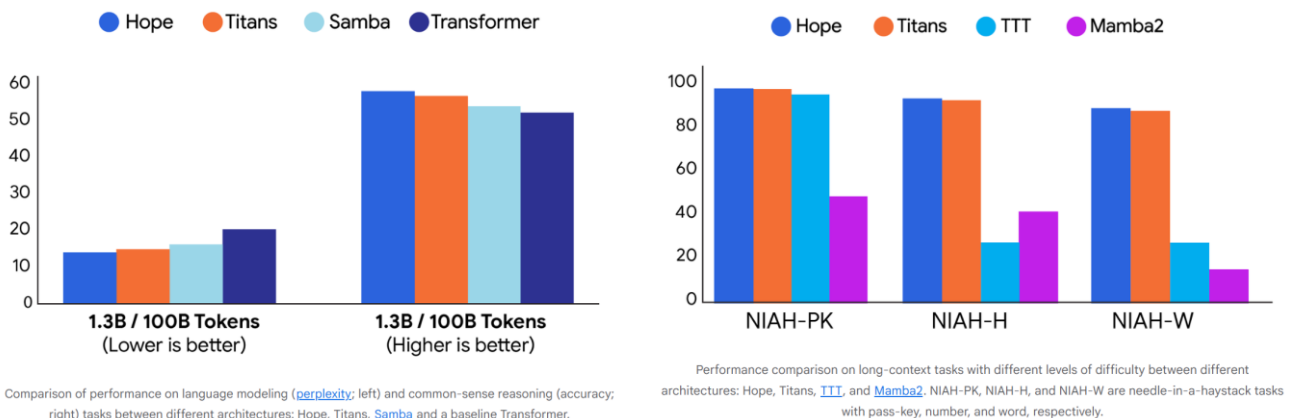 Hope Titans Samba Transformer
60
50
40
30
20
10
0
1.3B / 100B Tokens
(Lower is better)
1.3B / 100B Tokens
(Higher is better)
Comparison of performance on language modeling (perplexity; left) and common-sense reasoning (accuracy;
right) tasks between different architectures: Hope, Titans, Samba and a baseline Transformer.
Hope Titans TTT Mamba2
100
80
60
40
20
0
NIAH-PK NIAH-H NIAH-W
Performance comparison on long-context tasks with different levels of difficulty between different
architectures: Hope, Titans, TTT, and Mamba2. NIAH-PK, NIAH-H, and NIAH-W are needle-in-a-haystack tasks
with pass-key, number, and word, respectively.